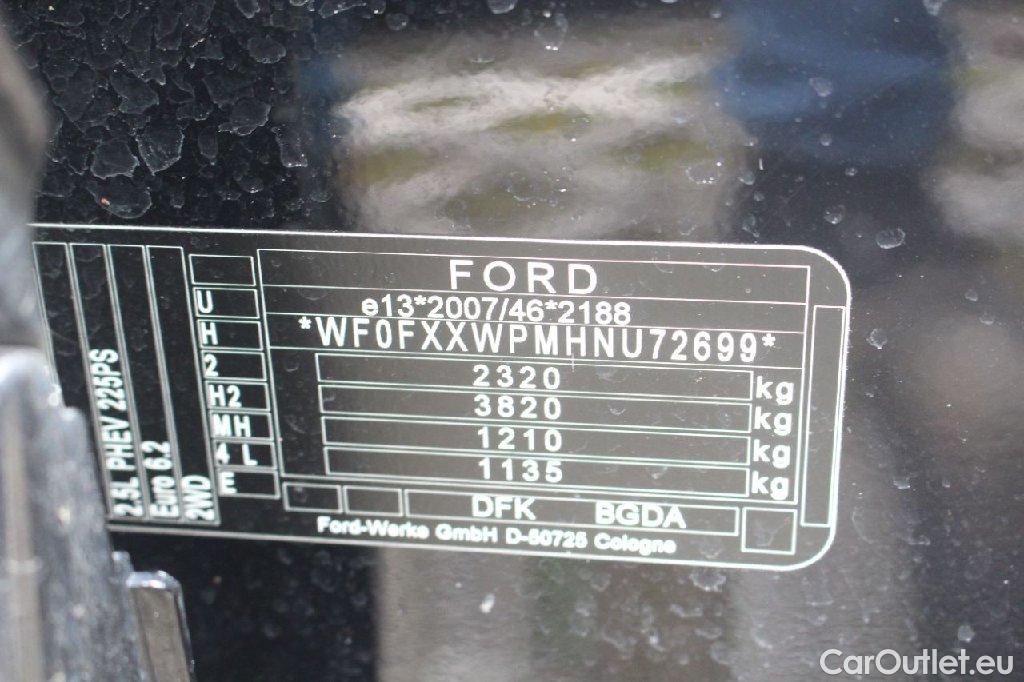 FORD
e13*2007/46*2188
*WF0FXXWPMHNU72699*
2320 kg
3820 kg
1210 kg
1135 kg
DFK BGDA
Ford-Werke GmbH D-50725 Cologne
U
H
2
H2
MH
4 L
E
2.5L PHEV 225PS
Euro 6.2
2WD
CarOutlet.eu